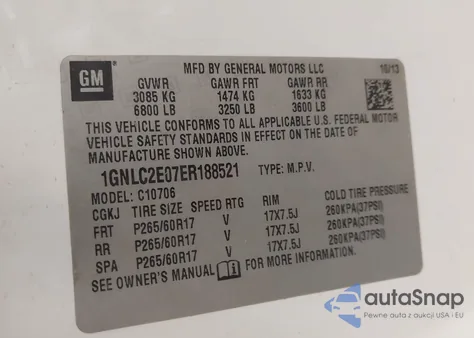 GM
MFD BY GENERAL MOTORS LLC 10/13
GVWR GAWR FRT GAWR RR
3085 KG 1474 KG 1633 KG
6800 LB 3250 LB 3600 LB
THIS VEHICLE CONFORMS TO ALL APPLICABLE U.S. FEDERAL MOTOR
VEHICLE SAFETY STANDARDS IN EFFECT ON THE DATE OF
MANUFACTURE SHOWN ABOVE.
1GNLC2E07ER188521 TYPE: M.P.V.
MODEL: C10706
CGKJ TIRE SIZE SPEED RTG RIM COLD TIRE PRESSURE
FRT P265/60R17 V 17X7.5J 260KPA(37PSI)
RR P265/60R17 V 17X7.5J 260KPA(37PSI)
SPA P265/60R17 V 17X7.5J 260KPA(37PSI)
SEE OWNER'S MANUAL FOR MORE INFORMATION.
autaSnap
Pewne auta z aukcji USA i EU